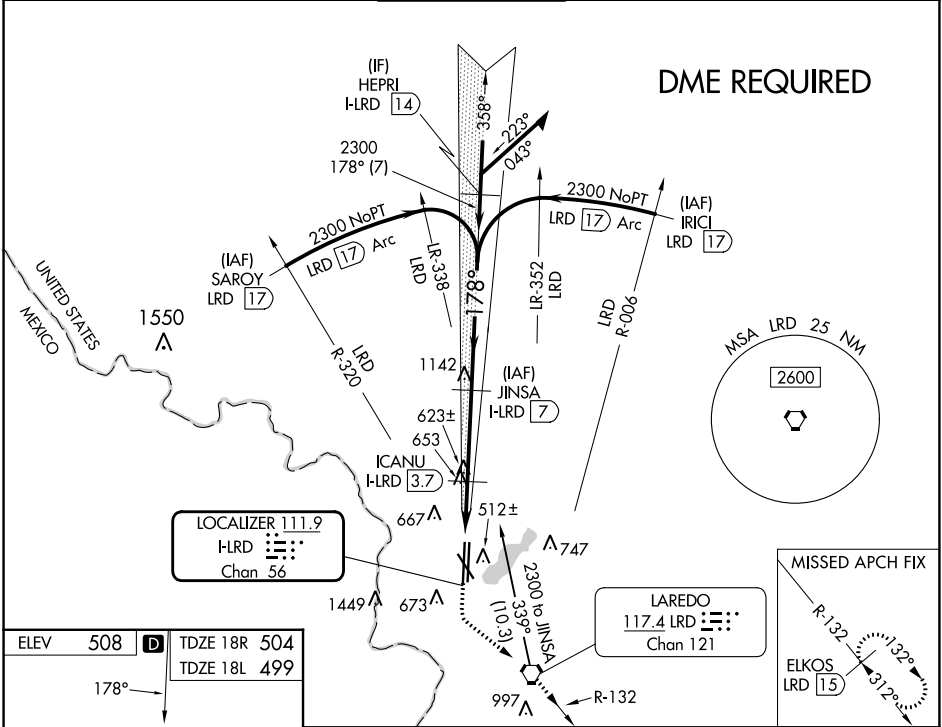 DME REQUIRED
(IF)
HEPRI
I-LRD 14
358°
223°
043°
2300
178° (7)
2300 NoPT
LRD 17 Arc
2300 NoPT
LRD 17 Arc
(IAF)
IRICI
LRD 17
(IAF)
SAROY
LRD 17
LR-338
LRD
178°
LR-352
LRD
LRD
R-006
LRD
R-320
UNITED STATES
MEXICO
1550
MSA LRD 25 NM
2600
1142
(IAF)
JINSA
I-LRD 7
623±
653
ICANU
I-LRD 3.7
667
512±
747
LOCALIZER 111.9
I-LRD
Chan 56
1449
673
2300 to JINSA
339°
(10.3)
LAREDO
117.4 LRD
Chan 121
R-132
997
MISSED APCH FIX
R-132
132°
312°
ELKOS
LRD 15
ELEV 508 D TDZE 18R 504
TDZE 18L 499
178°